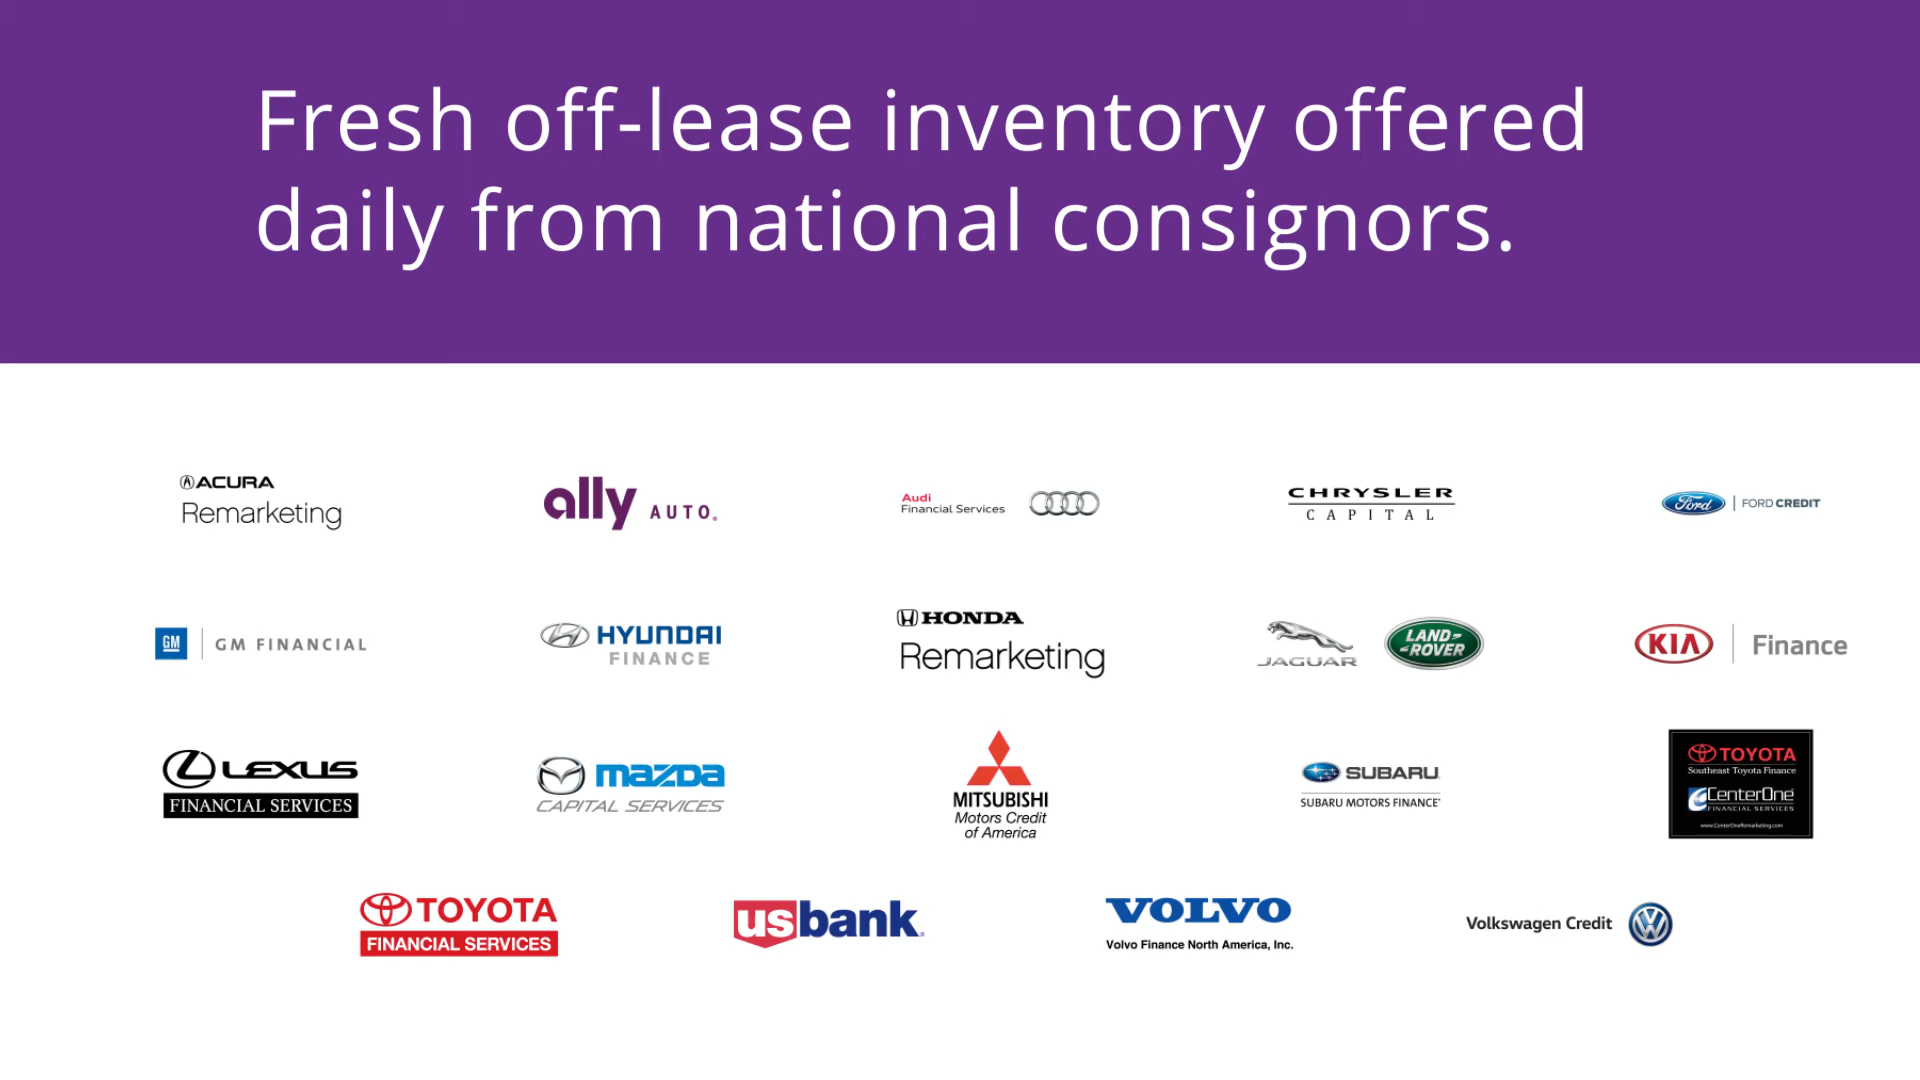 Fresh off-lease inventory offered
daily from national consignors.
ACURA
Remarketing
ally AUTO.
Audi
Financial Services
CHRYSLER
CAPITAL
Ford | FORD CREDIT
GM | GM FINANCIAL
HYUNDAI
FINANCE
HONDA
Remarketing
JAGUAR
LAND-
-ROVER
KIA | Finance
LEXUS
FINANCIAL SERVICES
mazda
CAPITAL SERVICES
MITSUBISHI
Motors Credit
of America
SUBARU
SUBARU MOTORS FINANCE
TOYOTA
Southeast Toyota Finance
CenterOne
FINANCIAL SERVICES
www.CenterOneRemarketing.com
TOYOTA
FINANCIAL SERVICES
usbank.
VOLVO
Volvo Finance North America, Inc.
Volkswagen Credit